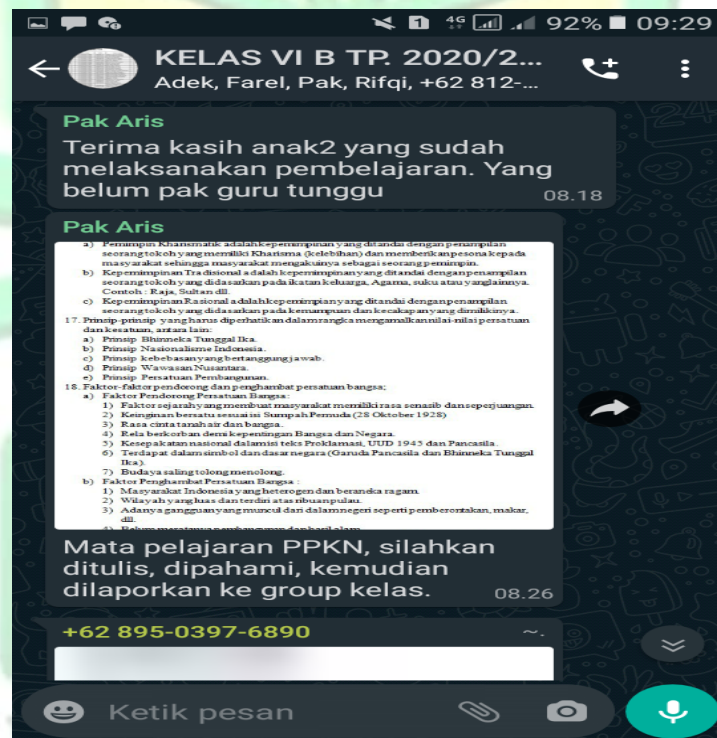 1 4G 92% 09:29
KELAS VI B TP. 2020/2...
Adek, Farel, Pak, Rifqi, +62 812-...
Pak Aris
Terima kasih anak2 yang sudah
melaksanakan pembelajaran. Yang
belum pak guru tunggu
08.18
Pak Aris
a) Pemimpin Kharismatik adalah kepemimpinan yang ditandai dengan penampilan
seorang tokoh yang memiliki Kharisma (kelebihan) dan memberikan pesona kepada
masyarakat sehingga masyarakat mengakuinya sebagai seorang pemimpin.
b) Kepemimpinan Tradisional adalah kepemimpinan yang ditandai dengan penampilan
seorang tokoh yang didasarkan pada ikatan keluarga, Agama, suku atau yang lainnya.
Contoh : Raja, Sultan dll.
c) Kepemimpinan Rasional adalah kepemimpian yang ditandai dengan penampilan
seorang tokoh yang didasarkan pada kemampuan dan kecakapan yang dimilikinya.
17. Prinsip-prinsip yang harus diperhatikan dalam rangka mengamalkan nilai-nilai persatuan
dan kesatuan, antara lain:
a) Prinsip Bhinneka Tunggal Ika.
b) Prinsip Nasionalisme Indonesia.
c) Prinsip kebebasan yang bertanggung jawab.
d) Prinsip Wawasan Nusantara.
e) Prinsip Persatuan Pembangunan.
18. Faktor-faktor pendorong dan penghambat persatuan bangsa;
a) Faktor Pendorong Persatuan Bangsa :
1) Faktor sejarah yang membuat masyarakat memiliki rasa senasib dan seperjuangan.
2) Keinginan bersatu sesuai isi Sumpah Pemuda (28 Oktober 1928)
3) Rasa cinta tanah air dan bangsa.
4) Rela berkorban demi kepentingan Bangsa dan Negara.
5) Kesepakatan nasional dalam isi teks Proklamasi, UUD 1945 dan Pancasila.
6) Terdapat dalam simbol dan dasar negara (Garuda Pancasila dan Bhinneka Tunggal
Ika).
7) Budaya saling tolong menolong.
b) Faktor Penghambat Persatuan Bangsa :
1) Masyarakat Indonesia yang heterogen dan beraneka ragam.
2) Wilayah yang luas dan terdiri atas ribuan pulau.
3) Adanya gangguan yang muncul dari dalam negeri seperti pemberontakan, makar,
dll.
4) Belum meratanya pembangunan dan hasil alam
Mata pelajaran PPKN, silahkan
ditulis, dipahami, kemudian
dilaporkan ke group kelas.
08.26
+62 895-0397-6890 ~.
Ketik pesan